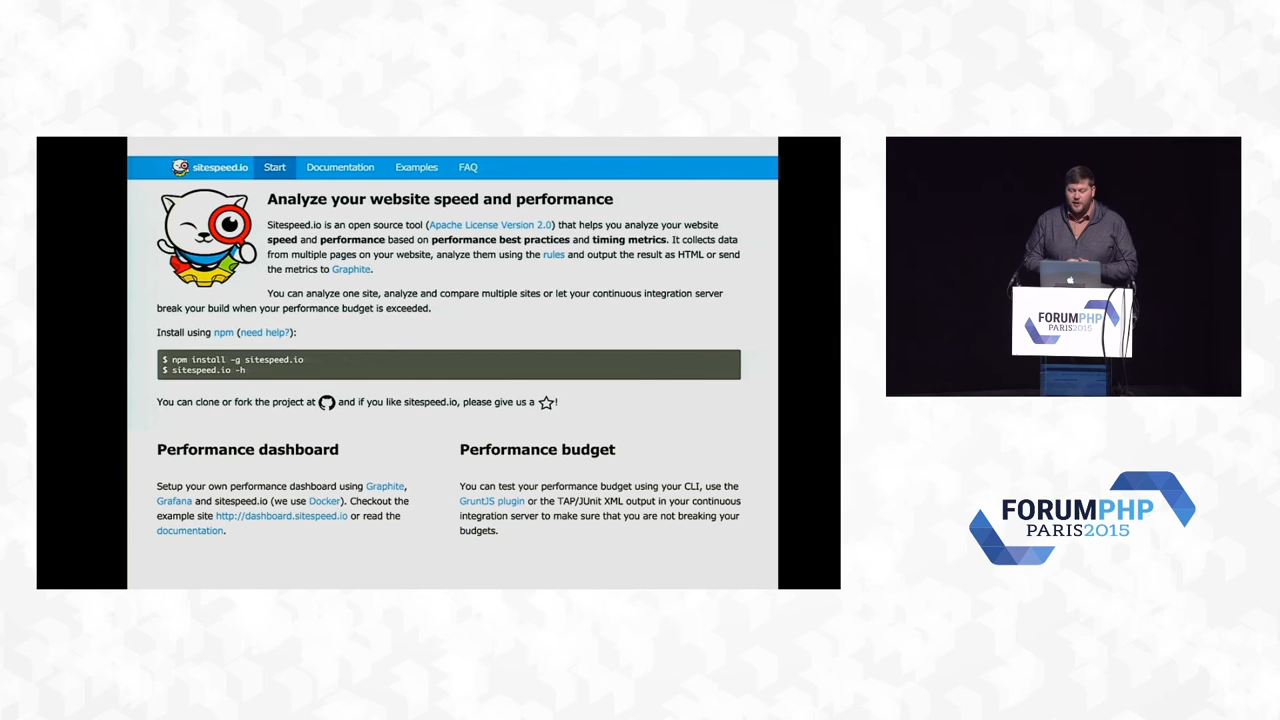 sitespeed.io Start Documentation Examples FAQ
Analyze your website speed and performance
Sitespeed.io is an open source tool (Apache License Version 2.0) that helps you analyze your website
speed and performance based on performance best practices and timing metrics. It collects data
from multiple pages on your website, analyze them using the rules and output the result as HTML or send
the metrics to Graphite.
You can analyze one site, analyze and compare multiple sites or let your continuous integration server
break your build when your performance budget is exceeded.
Install using npm (need help?):
$ npm install -g sitespeed.io
$ sitespeed.io -h
You can clone or fork the project at and if you like sitespeed.io, please give us a !
Performance dashboard
Setup your own performance dashboard using Graphite,
Grafana and sitespeed.io (we use Docker). Checkout the
example site http://dashboard.sitespeed.io or read the
documentation.
Performance budget
You can test your performance budget using your CLI, use the
GruntJS plugin or the TAP/JUnit XML output in your continuous
integration server to make sure that you are not breaking your
budgets.
FORUMPHP
PARIS2015
FORUMPHP
PARIS2015